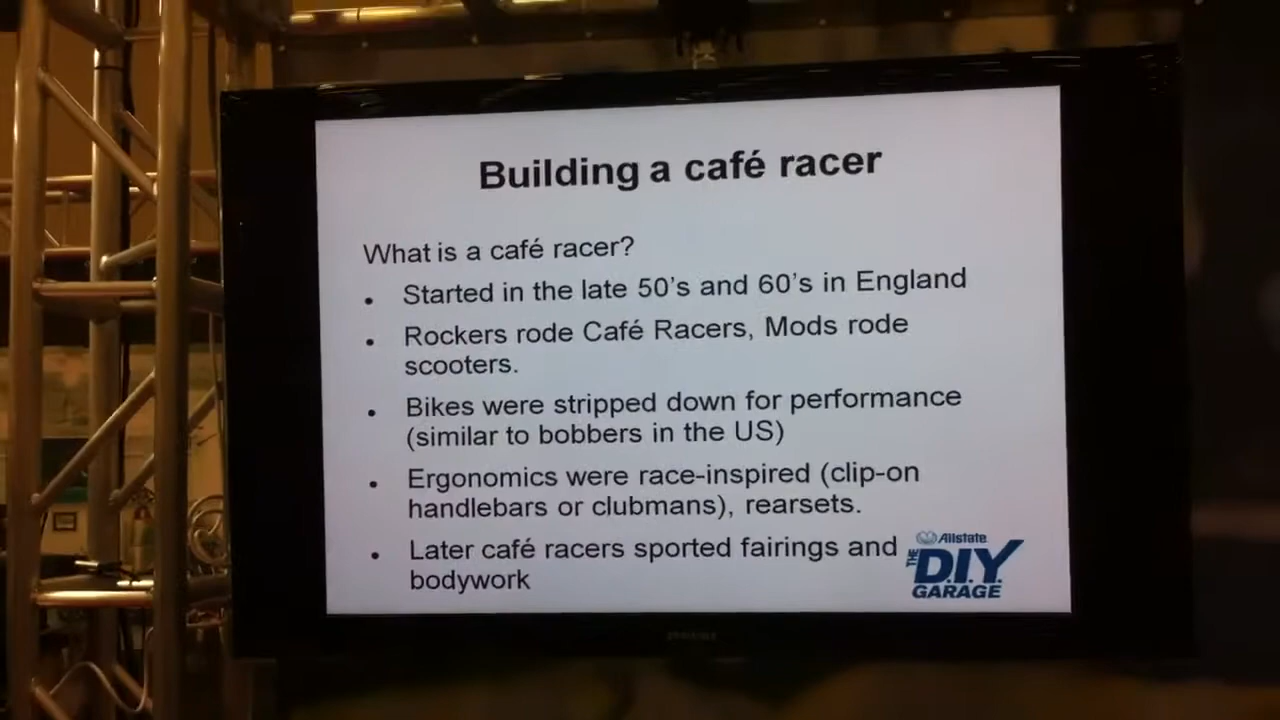 Building a café racer
What is a café racer?
• Started in the late 50's and 60's in England
• Rockers rode Café Racers, Mods rode
scooters.
• Bikes were stripped down for performance
(similar to bobbers in the US)
• Ergonomics were race-inspired (clip-on
handlebars or clubmans), rearsets.
• Later café racers sported fairings and
bodywork
Allstate
THE D.I.Y.
GARAGE
SAMSUNG